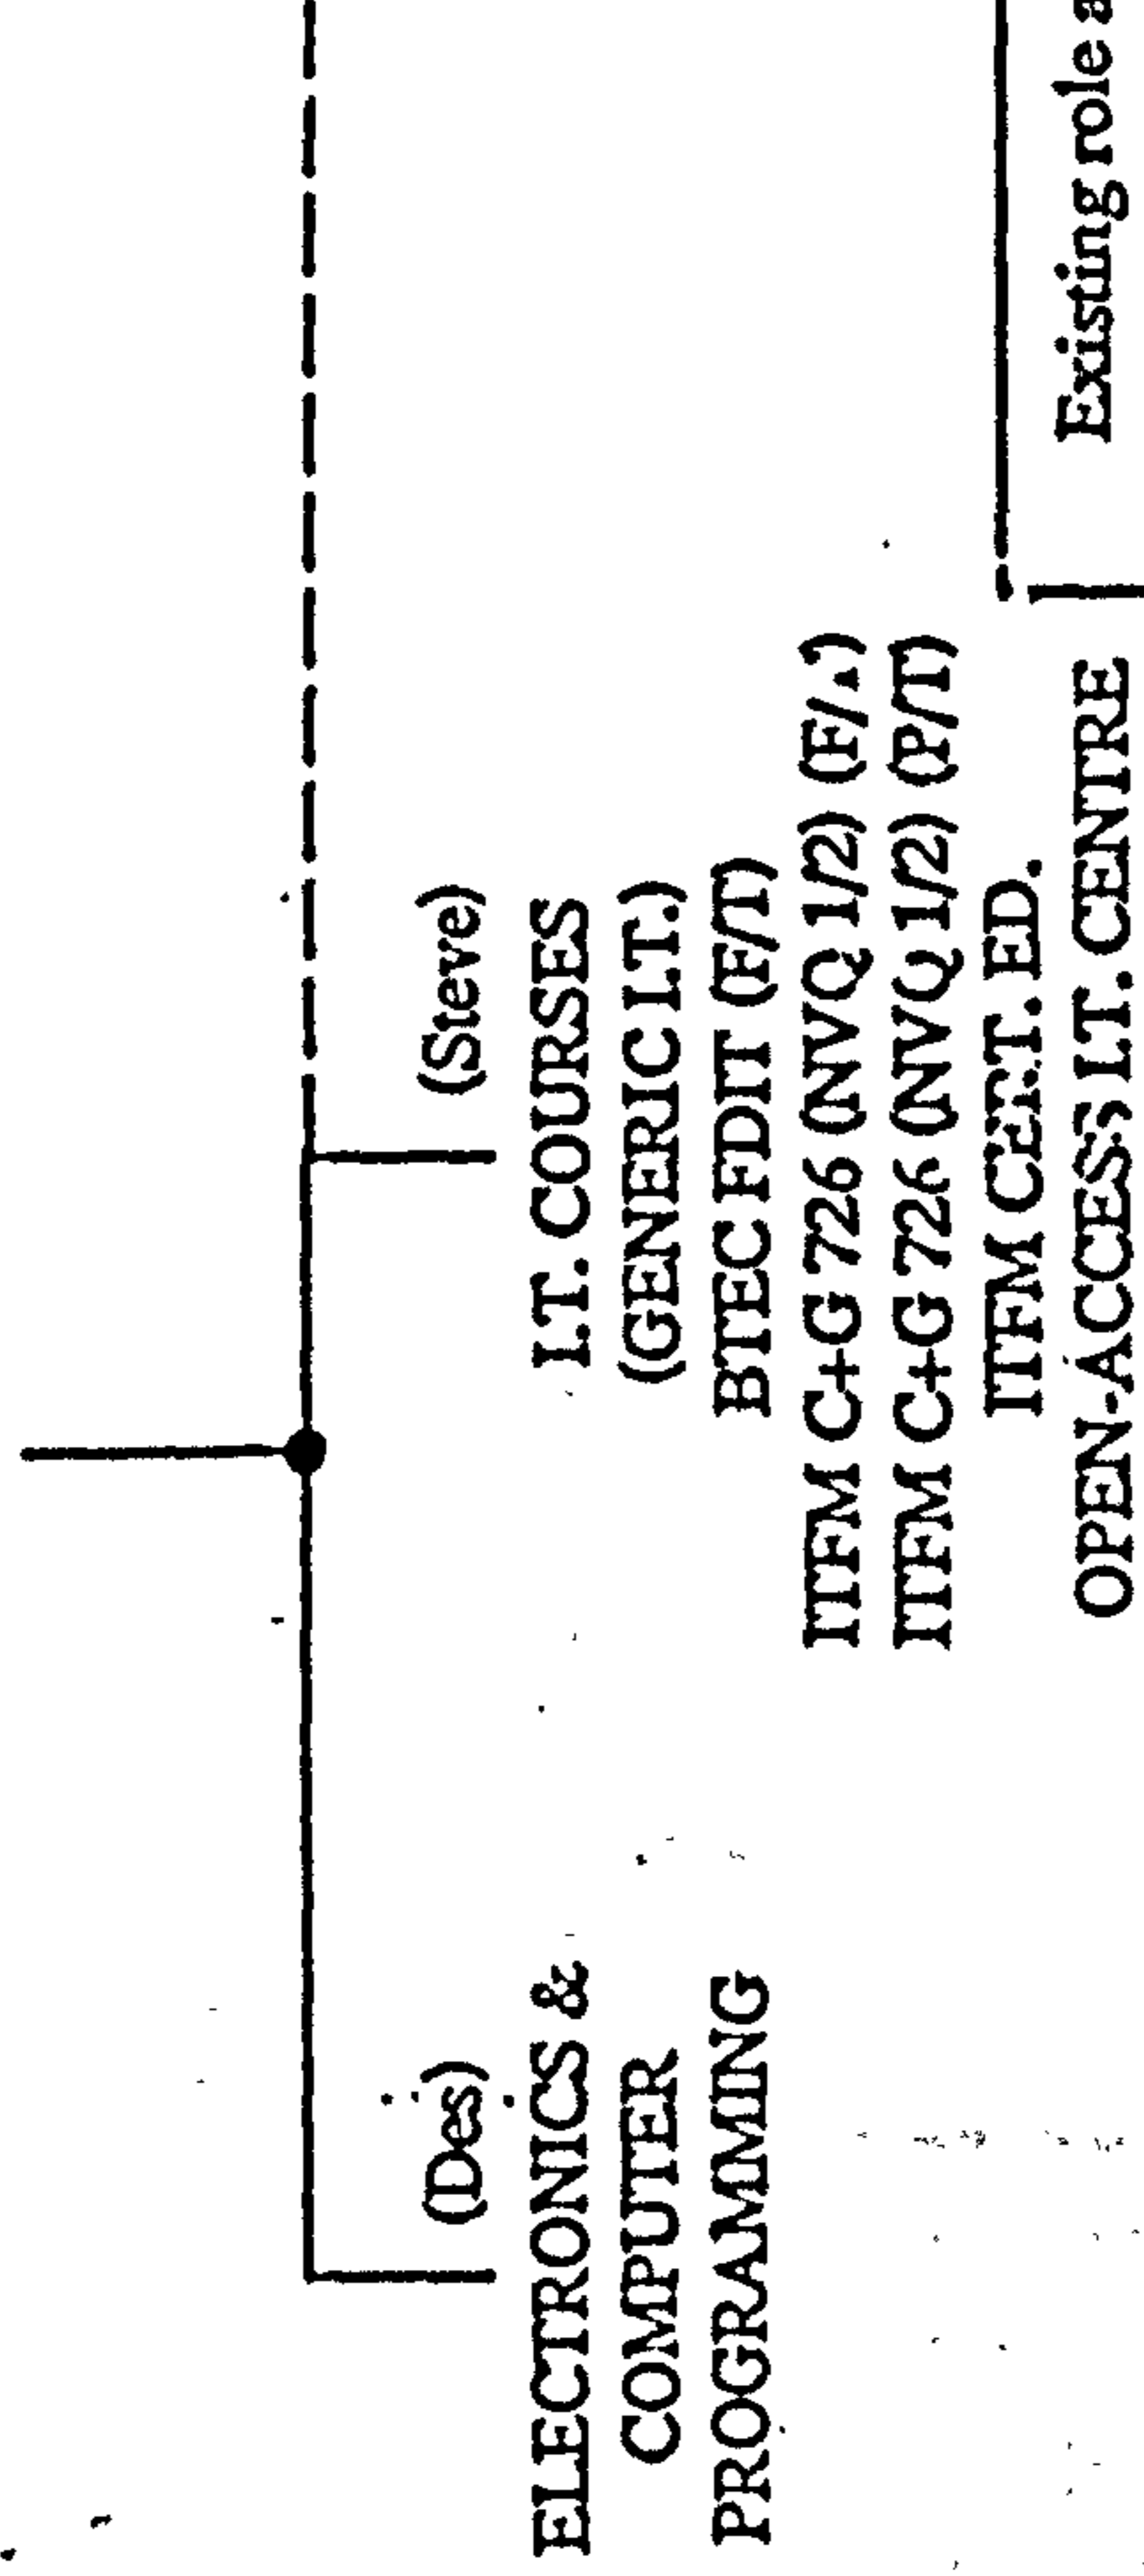 (Des)
ELECTRONICS &
COMPUTER
PROGRAMMING
(Steve)
I.T. COURSES
(GENERIC I.T.)
BTEC FDIT (F/T)
ITFM C+G 726 (NVQ 1/2)
ITFM C+G 726 (NVQ 1/2) (P/T)
ITFM CERT. ED.
OPEN-ACCESS I.T. CENTRE
Existing role